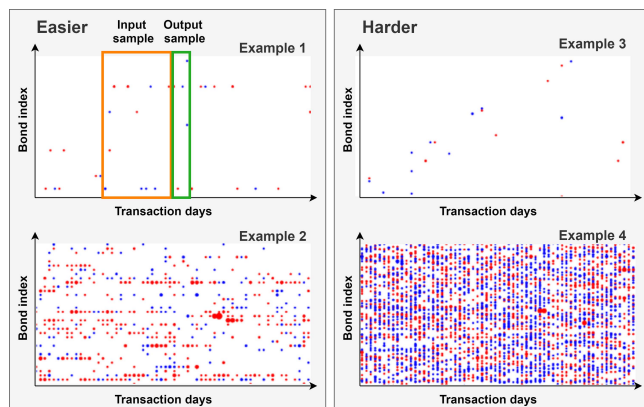 Easier
Input
sample
Output
sample
Example 1
Bond index
Transaction days
Example 2
Bond index
Transaction days
Harder
Example 3
Bond index
Transaction days
Example 4
Bond index
Transaction days